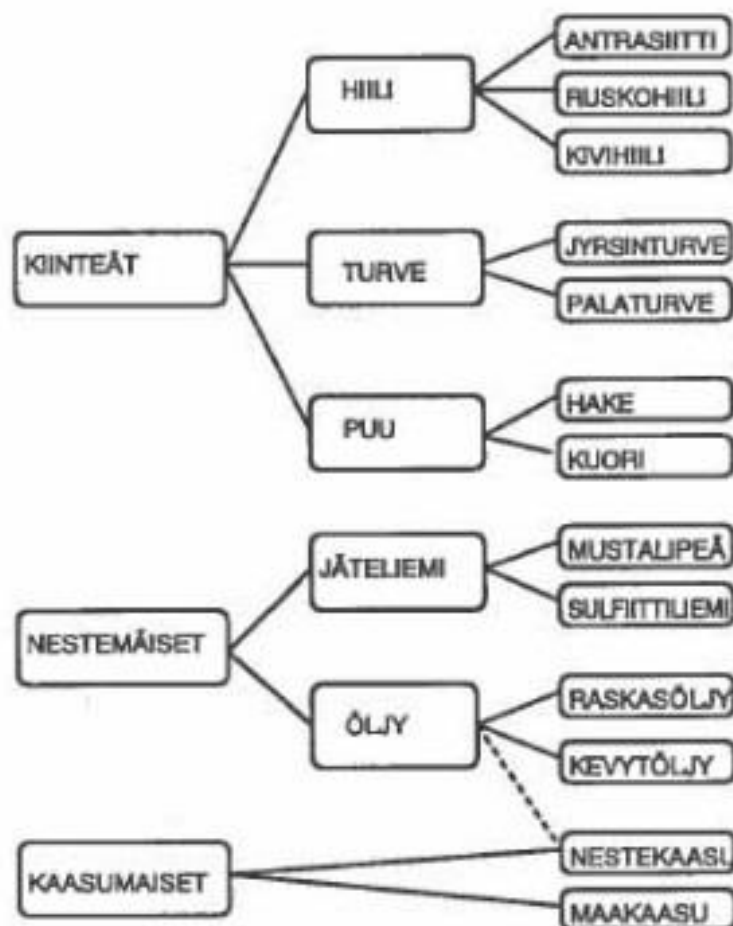 KIINTEÄT
HIILI
ANTRASIITTI
RUSKOHIILI
KIVIHIILI
TURVE
JYRSINTURVE
PALATURVE
PUU
HAKE
KUORI
NESTEMÄISET
JÄTELIEMI
MUSTALIPEÄ
SULFIITTILIEMI
ÖLJY
RASKASÖLJY
KEVYTÖLJY
KAASUMAISET
NESTEKAASU
MAAKAASU